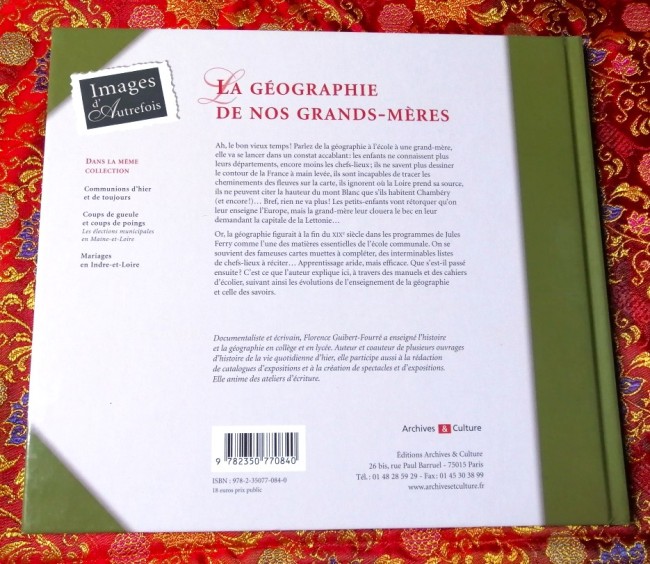 Images
d'
Autrefois
LA GÉOGRAPHIE
DE NOS GRANDS-MÈRES
DANS LA MÊME
COLLECTION
Communions d'hier
et de toujours
Coups de gueule
et coups de poings
Les élections municipales
en Maine-et-Loire
Mariages
en Indre-et-Loire
Ah, le bon vieux temps! Parlez de la géographie à l'école à une grand-mère,
elle va se lancer dans un constat accablant: les enfants ne connaissent plus
leurs départements, encore moins les chefs-lieux; ils ne savent plus dessiner
le contour de la France à main levée, ils sont incapables de tracer les
cheminements des fleuves sur la carte, ils ignorent où la Loire prend sa source,
ils ne peuvent citer la hauteur du mont Blanc que s'ils habitent Chambéry
(et encore!)… Bref, rien ne va plus! Les petits-enfants vont rétorquer qu'on
leur enseigne l'Europe, mais la grand-mère leur clouera le bec en leur
demandant la capitale de la Lettonie…
Or, la géographie figurait à la fin du XIXe siècle dans les programmes de Jules
Ferry comme l'une des matières essentielles de l'école communale. On se
souvient des fameuses cartes muettes à compléter, des interminables listes
de chefs-lieux à réciter… Apprentissage aride, mais efficace. Que s'est-il passé
ensuite? C'est ce que l'auteur explique ici, à travers des manuels et des cahiers
d'écolier, suivant ainsi les évolutions de l'enseignement de la géographie
et celle des savoirs.
Documentaliste et écrivain, Florence Guibert-Fourré a enseigné l'histoire
et la géographie en collège et en lycée. Auteur et coauteur de plusieurs ouvrages
d'histoire de la vie quotidienne d'hier, elle participe aussi à la rédaction
de catalogues d'expositions et à la création de spectacles et d'expositions.
Elle anime des ateliers d'écriture.
9 782350 770840
ISBN : 978-2-35077-084-0
18 euros prix public
Archives & Culture
Éditions Archives & Culture
26 bis, rue Paul Barruel - 75015 Paris
Tél.: 01 48 28 59 29 - Fax: 01 45 30 38 99
www.archivesetculture.fr